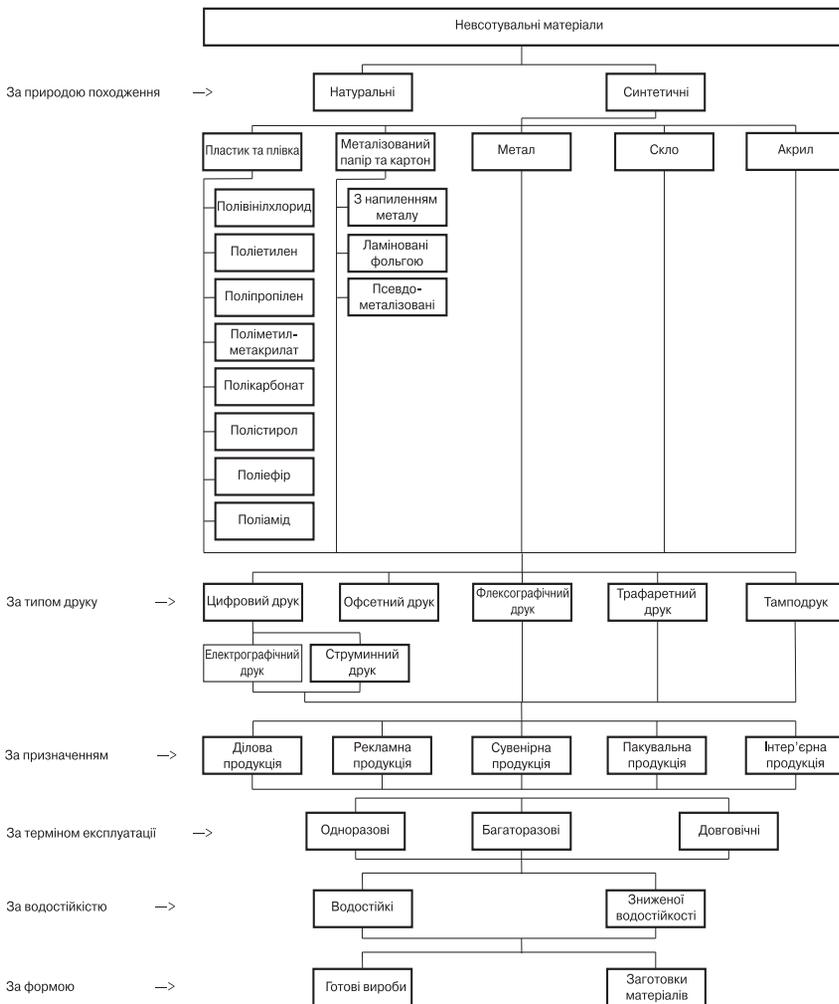 Невсотувальні матеріали
За природою походження —>
Натуральні
Синтетичні
Пластик та плівка
Металізований
папір та картон
Метал
Скло
Акрил
Полівінілхлорид
Поліетилен
Поліпропілен
Поліметил-
метакрилат
Полікарбонат
Полістирол
Поліефір
Поліамід
З напиленням
металу
Ламіновані
фольгою
Псевдо-
металізовані
За типом друку —>
Цифровий друк
Офсетний друк
Флексографічний
друк
Трафаретний
друк
Тамподрук
Електрографічний
друк
Струминний
друк
За призначенням —>
Ділова
продукція
Рекламна
продукція
Сувенірна
продукція
Пакувальна
продукція
Інтер’єрна
продукція
За терміном експлуатації —>
Одноразові
Багаторазові
Довговічні
За водостійкістю —>
Водостійкі
Зниженої
водостійкості
За формою —>
Готові вироби
Заготовки
матеріалів